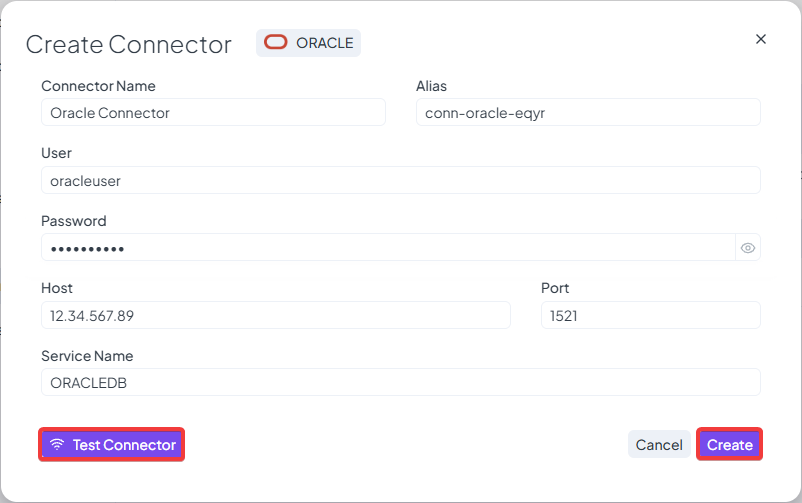 Create Connector ORACLE
Connector Name Alias
Oracle Connector conn-oracle-eqyr
User
oracleuser
Password
••••••••••
Host Port
12.34.567.89 1521
Service Name
ORACLEDB
Test Connector Cancel Create